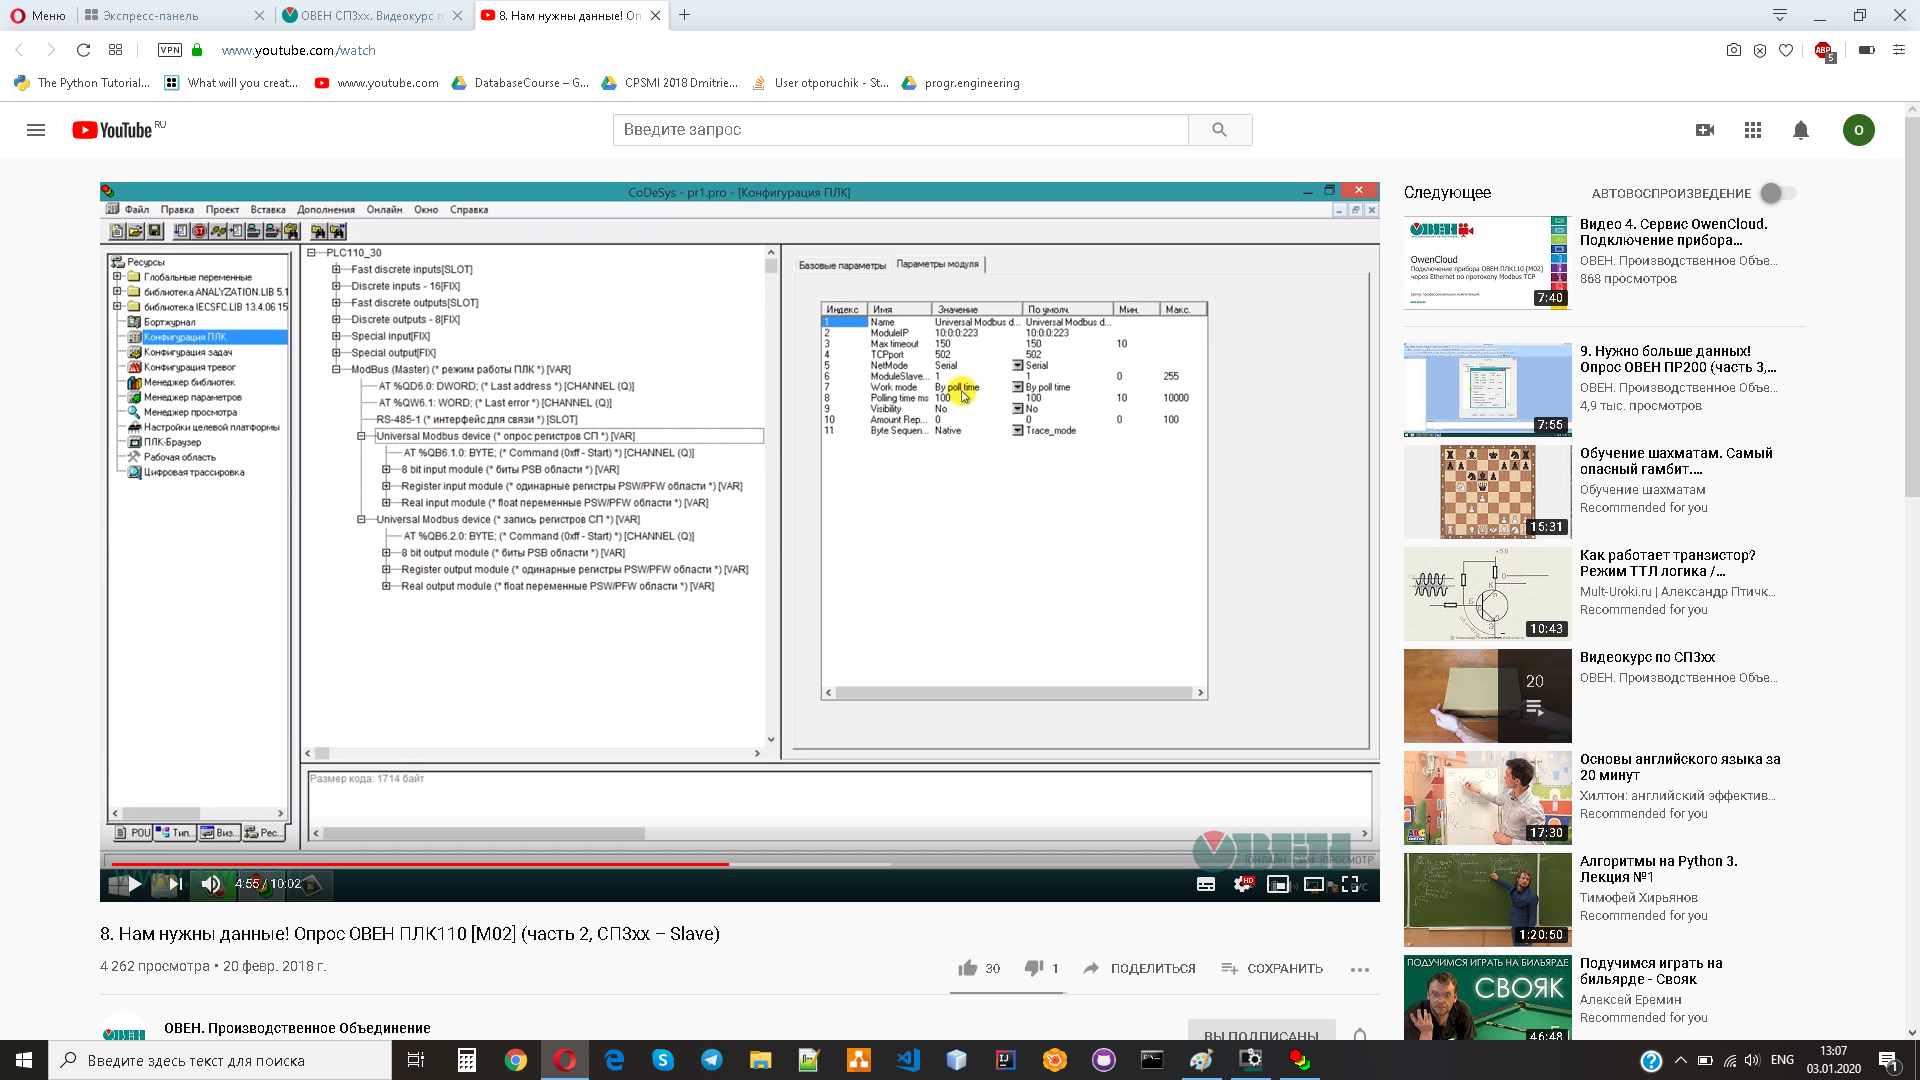 Меню
Экспресс-панель
ОВЕН СП3хх. Видеокурс п
8. Нам нужны данные! Оп
VPN
www.youtube.com/watch
ABP
5
The Python Tutorial...
What will you creat...
www.youtube.com
DatabaseCourse – G...
CPSMI 2018 Dmitrie...
User otporuchik - St...
progr.engineering
YouTube RU
Введите запрос
O
CoDeSys - pr1.pro - [Конфигурация ПЛК]
Файл Правка Проект Вставка Дополнения Онлайн Окно Справка
Ресурсы
Глобальные переменные
библиотека ANALYZATION.LIB 5.1
библиотека IECSFC.LIB 13.4.06 15
Бортжурнал
Конфигурация ПЛК
Конфигурация задач
Конфигурация тревог
Менеджер библиотек
Менеджер параметров
Менеджер просмотра
Настройки целевой платформы
ПЛК-Браузер
Рабочая область
Цифровая трассировка
POU Тип... Виз... Рес...
PLC110_30
Fast discrete inputs[SLOT]
Discrete inputs - 16[FIX]
Fast discrete outputs[SLOT]
Discrete outputs - 8[FIX]
Special input[FIX]
Special output[FIX]
ModBus (Master) (* режим работы ПЛК *) [VAR]
AT %QD6.0: DWORD; (* Last address *) [CHANNEL (Q)]
AT %QW6.1: WORD; (* Last error *) [CHANNEL (Q)]
RS-485-1 (* интерфейс для связи *) [SLOT]
Universal Modbus device (* опрос регистров СП *) [VAR]
AT %QB6.1.0: BYTE; (* Command (0xff - Start) *) [CHANNEL (Q)]
8 bit input module (* биты PSB области *) [VAR]
Register input module (* одинарные регистры PSW/PFW области *) [VAR]
Real input module (* float переменные PSW/PFW области *) [VAR]
Universal Modbus device (* запись регистров СП *) [VAR]
AT %QB6.2.0: BYTE; (* Command (0xff - Start) *) [CHANNEL (Q)]
8 bit output module (* биты PSB области *) [VAR]
Register output module (* одинарные регистры PSW/PFW области *) [VAR]
Real output module (* float переменные PSW/PFW области *) [VAR]
Базовые параметры Параметры модуля
Индекс Имя Значение По умолч. Мин. Макс.
1 Name Universal Modbus d... Universal Modbus d...
2 ModuleIP 10:0:0:223 10:0:0:223
3 Max timeout 150 150 10
4 TCPport 502 502
5 NetMode Serial Serial
6 ModuleSlave... 1 1 0 255
7 Work mode By poll time By poll time
8 Polling time ms 100 100 10 10000
9 Visibility No No
10 Amount Rep... 0 0 0 100
11 Byte Sequen... Native Trace_mode
Размер кода: 1714 байт
ОВЕН
4:55 / 10:02
HD
8. Нам нужны данные! Опрос ОВЕН ПЛК110 [М02] (часть 2, СП3хх – Slave)
4 262 просмотра • 20 февр. 2018 г.
30
1
ПОДЕЛИТЬСЯ
СОХРАНИТЬ
ОВЕН. Производственное Объединение
ВЫ ПОДПИСАНЫ
Следующее
АВТОВОСПРОИЗВЕДЕНИЕ
ОВЕН
OwenCloud
Подключение прибора ОВЕН ПЛК110 [М02]
через Ethernet по протоколу Modbus TCP
7:40
Видео 4. Сервис OwenCloud.
Подключение прибора...
ОВЕН. Производственное Объе...
868 просмотров
7:55
9. Нужно больше данных!
Опрос ОВЕН ПР200 (часть 3,...
ОВЕН. Производственное Объе...
4,9 тыс. просмотров
15:31
Обучение шахматам. Самый
опасный гамбит....
Обучение шахматам
Recommended for you
10:43
Как работает транзистор?
Режим ТТЛ логика /...
Mult-Uroki.ru | Александр Птичк...
Recommended for you
20
Видеокурс по СП3хх
ОВЕН. Производственное Объе...
17:30
Основы английского языка за
20 минут
Хилтон: английский эффектив...
Recommended for you
1:20:50
Алгоритмы на Python 3.
Лекция №1
Тимофей Хирьянов
Recommended for you
ПОДУЧИМСЯ ИГРАТЬ НА БИЛЬЯРДЕ
СВОЯК
46:48
Подучимся играть на
бильярде - Свояк
Алексей Еремин
Recommended for you
Введите здесь текст для поиска
ENG
13:07
03.01.2020
1